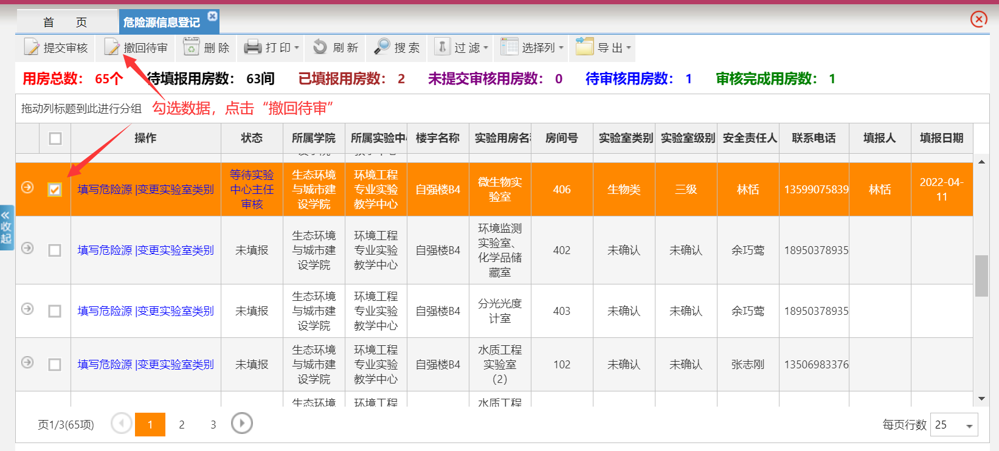 首 页
危险源信息登记
提交审核
撤回待审
删 除
打 印
刷 新
搜 索
过 滤
选择列
导 出
用房总数： 65个 待填报用房数： 63间 已填报用房数： 2 未提交审核用房数： 0 待审核用房数： 1 审核完成用房数： 1
拖动列标题到此进行分组
勾选数据，点击“撤回待审”
操作 状态 所属学院 所属实验中 楼宇名称 实验用房名 房间号 实验室类别 实验室级别 安全责任人 联系电话 填报人 填报日期
填写危险源 |变更实验室类别
等待实验
中心主任
审核
生态环境
与城市建
设学院
环境工程
专业实验
教学中心
自强楼B4
微生物实
验室
406
生物类
三级
林恬
13599075839
林恬
2022-04-
11
填写危险源 |变更实验室类别
未填报
生态环境
与城市建
设学院
环境工程
专业实验
教学中心
自强楼B4
环境监测
实验室、
化学品储
藏室
402
未确认
未确认
余巧莺
18950378935
填写危险源 |变更实验室类别
未填报
生态环境
与城市建
设学院
环境工程
专业实验
教学中心
自强楼B4
分光光度
计室
403
未确认
未确认
余巧莺
18950378935
填写危险源 |变更实验室类别
未填报
生态环境
与城市建
设学院
环境工程
专业实验
教学中心
自强楼B4
水质工程
实验室
（2）
102
未确认
未确认
张志刚
13506983376
生态环境
环境工程
水质工程
«
收
起
页1/3(65项)
1
2
3
每页行数 25